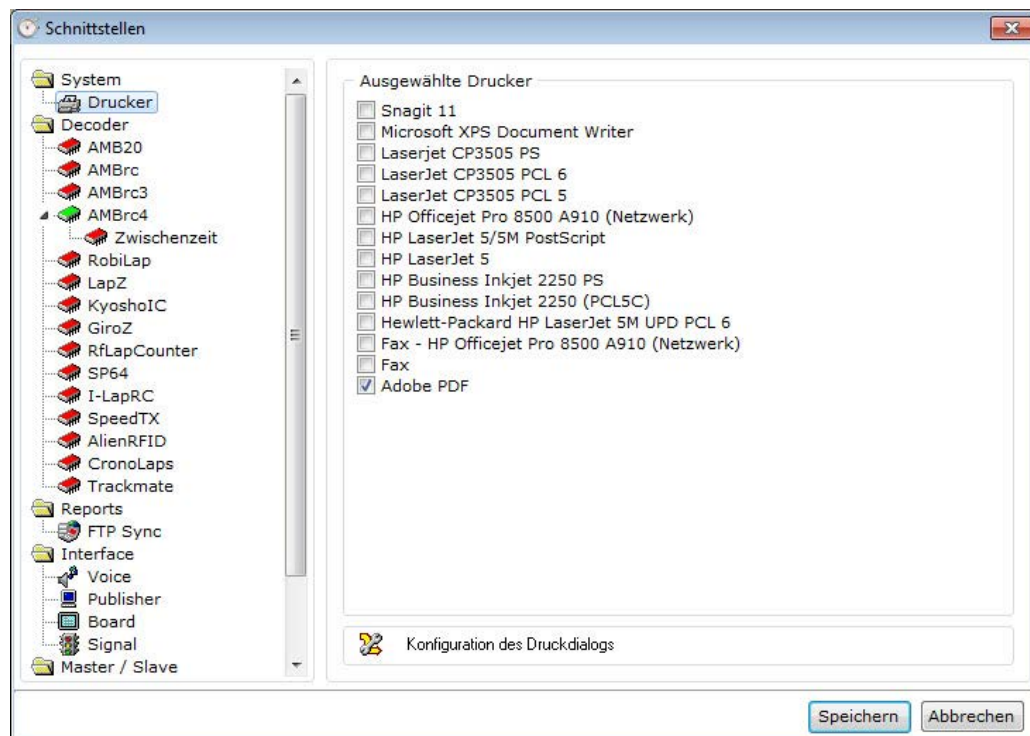 Schnittstellen
System
Drucker
Decoder
AMB20
AMBrc
AMBrc3
AMBrc4
Zwischenzeit
RobiLap
LapZ
KyoshoIC
GiroZ
RfLapCounter
SP64
I-LapRC
SpeedTX
AlienRFID
CronoLaps
Trackmate
Reports
FTP Sync
Interface
Voice
Publisher
Board
Signal
Master / Slave
Ausgewählte Drucker
Snagit 11
Microsoft XPS Document Writer
Laserjet CP3505 PS
LaserJet CP3505 PCL 6
LaserJet CP3505 PCL 5
HP Officejet Pro 8500 A910 (Netzwerk)
HP LaserJet 5/5M PostScript
HP LaserJet 5
HP Business Inkjet 2250 PS
HP Business Inkjet 2250 (PCL5C)
Hewlett-Packard HP LaserJet 5M UPD PCL 6
Fax - HP Officejet Pro 8500 A910 (Netzwerk)
Fax
Adobe PDF
Konfiguration des Druckdialogs
Speichern
Abbrechen